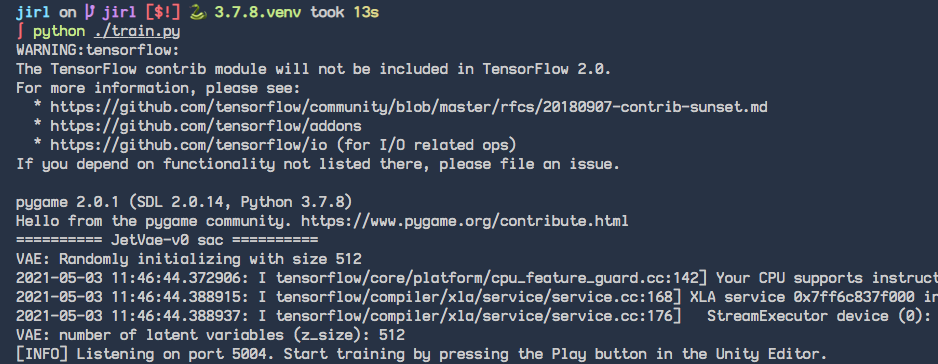 jirl on jirl [$!] 🐍 3.7.8.venv took 13s
∫ python ./train.py
WARNING:tensorflow:
The TensorFlow contrib module will not be included in TensorFlow 2.0.
For more information, please see:
  * https://github.com/tensorflow/community/blob/master/rfcs/20180907-contrib-sunset.md
  * https://github.com/tensorflow/addons
  * https://github.com/tensorflow/io (for I/O related ops)
If you depend on functionality not listed there, please file an issue.

pygame 2.0.1 (SDL 2.0.14, Python 3.7.8)
Hello from the pygame community. https://www.pygame.org/contribute.html
========== JetVae-v0 sac ==========
VAE: Randomly initializing with size 512
2021-05-03 11:46:44.372906: I tensorflow/core/platform/cpu_feature_guard.cc:142] Your CPU supports instruct
2021-05-03 11:46:44.388915: I tensorflow/compiler/xla/service/service.cc:168] XLA service 0x7ff6c837f000 in
2021-05-03 11:46:44.388937: I tensorflow/compiler/xla/service/service.cc:176]   StreamExecutor device (0):
VAE: number of latent variables (z_size): 512
[INFO] Listening on port 5004. Start training by pressing the Play button in the Unity Editor.